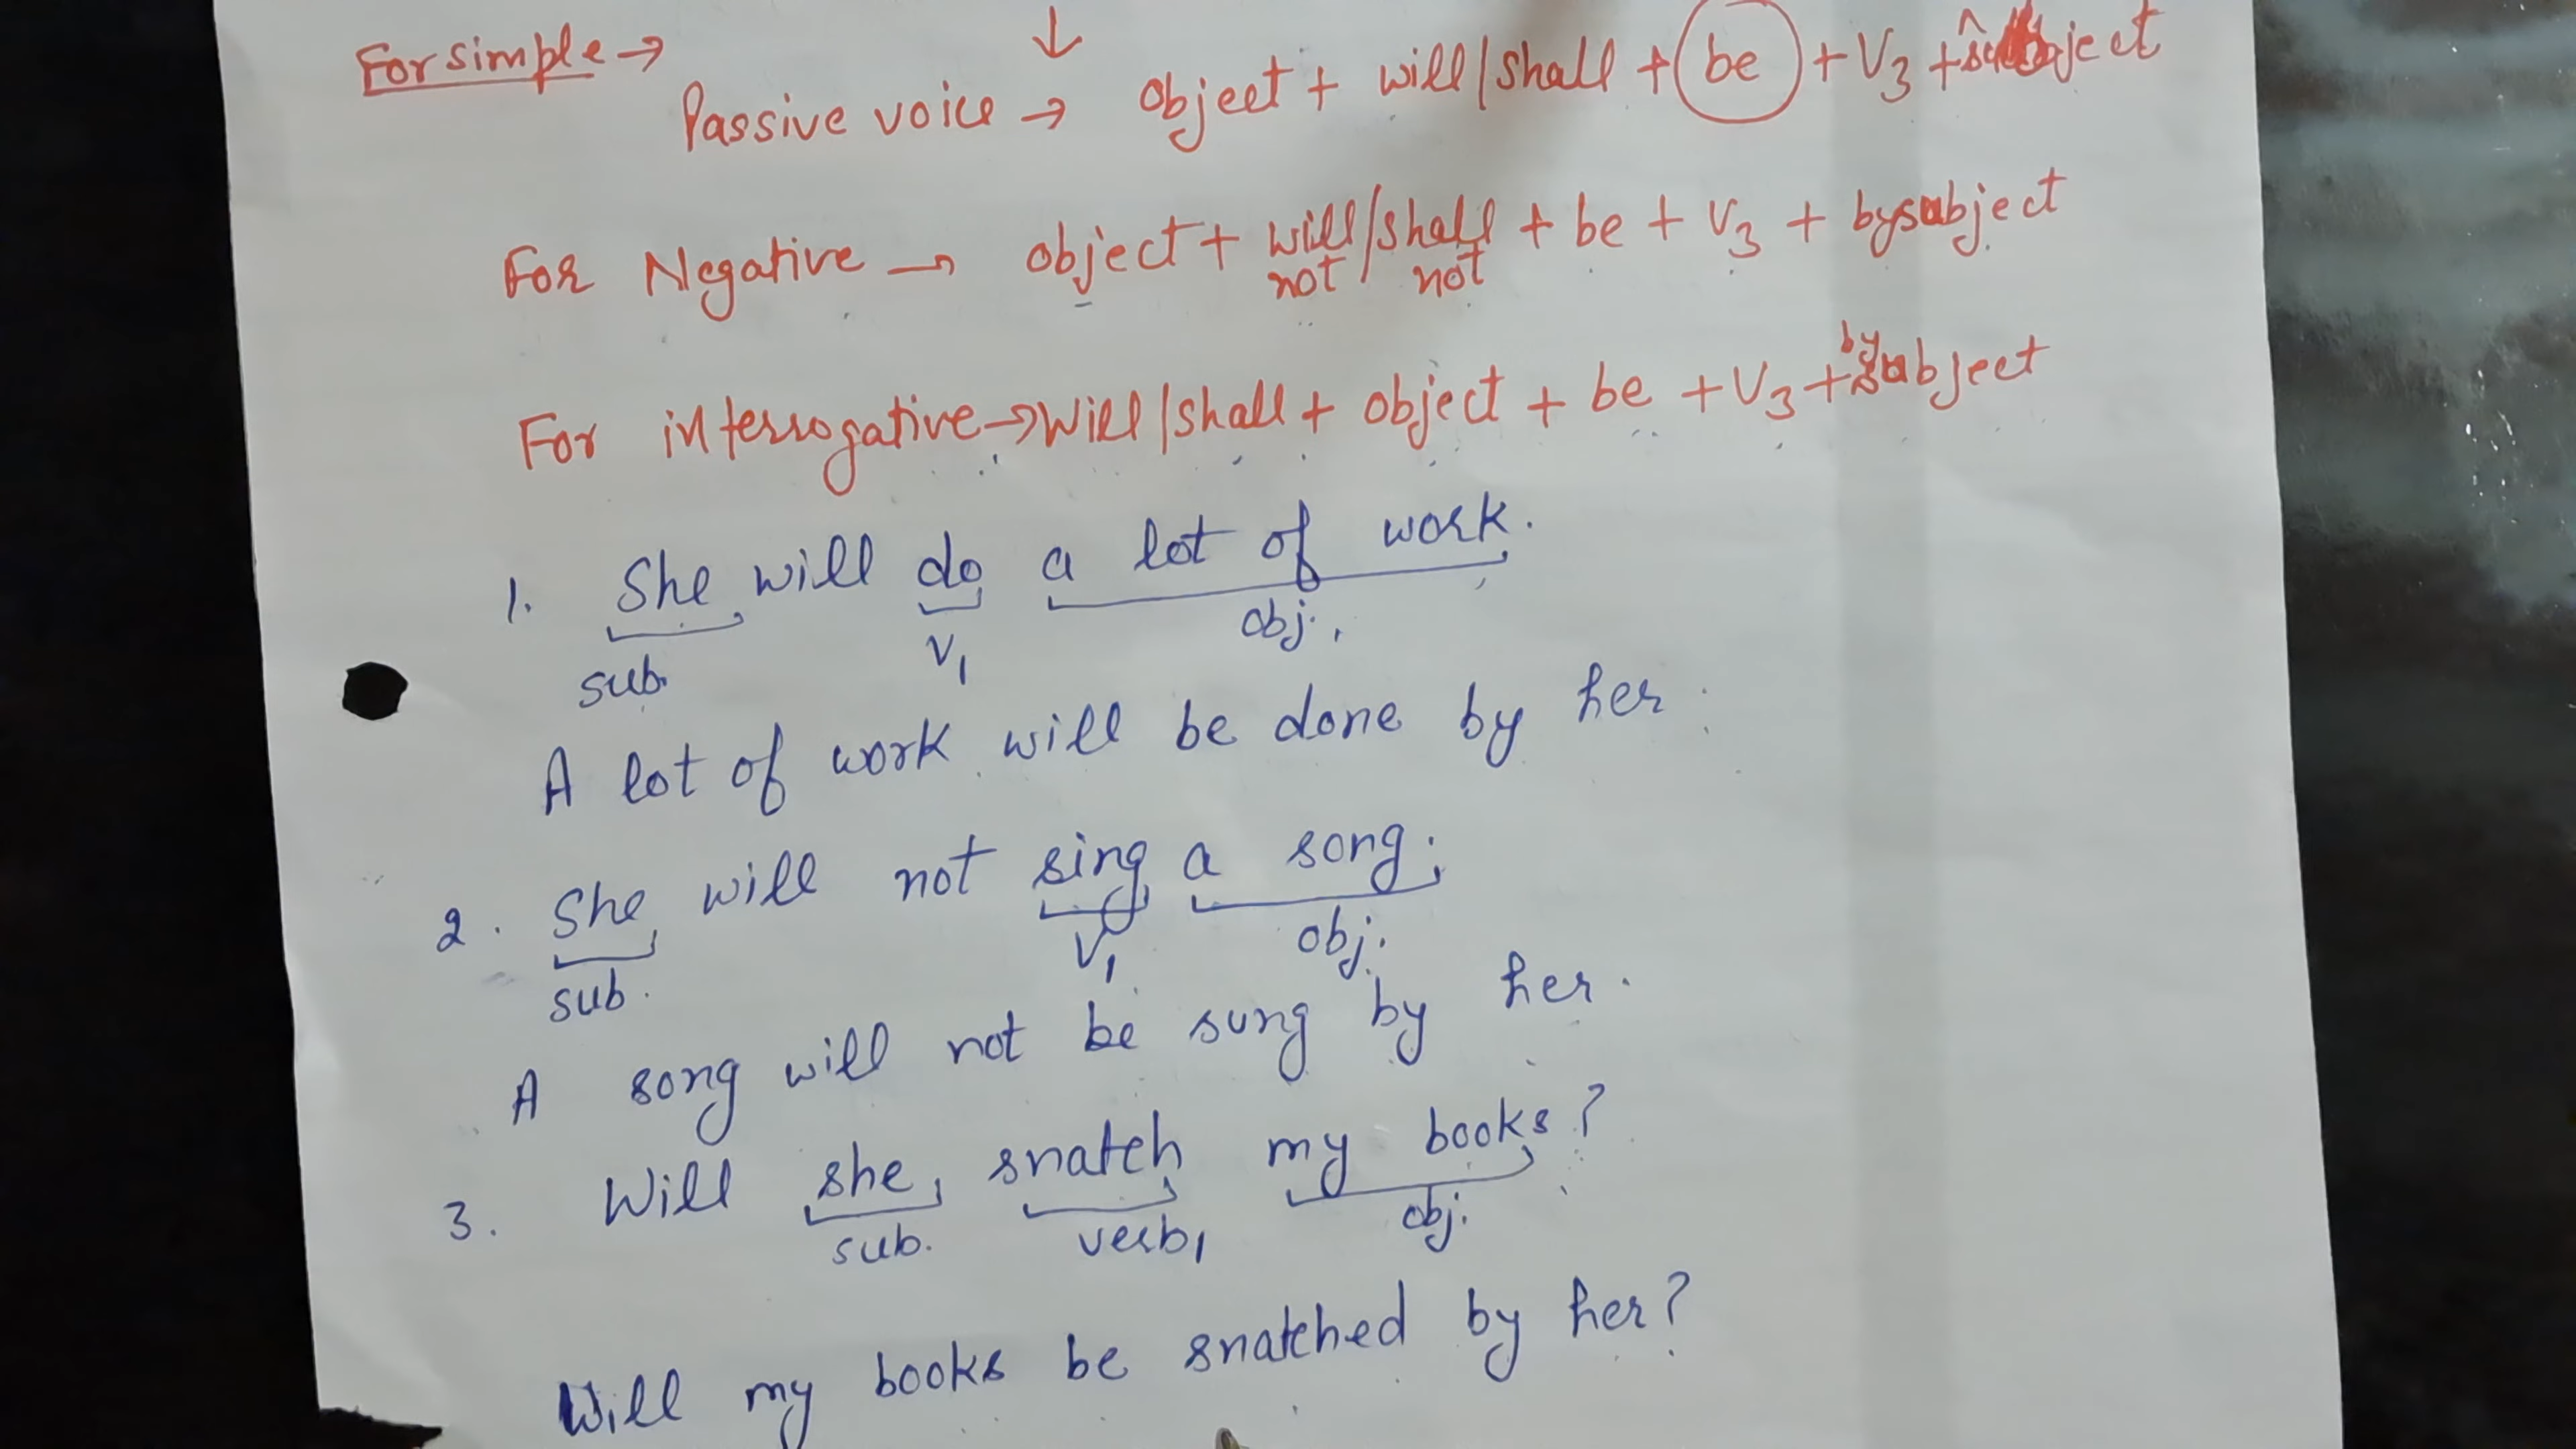 For simple →
Passive voice → object + will/shall + be + V3 + subject
For Negative → object + will/shall + be + V3 + by subject
not not
For interrogative → Will/shall + object + be + V3 + by subject
1. She will do a lot of work.
sub. V1 obj.
A lot of work will be done by her.
2. She will not sing a song.
sub. V1 obj.
A song will not be sung by her.
3. Will she snatch my books?
sub. verb1 obj.
Will my books be snatched by her?